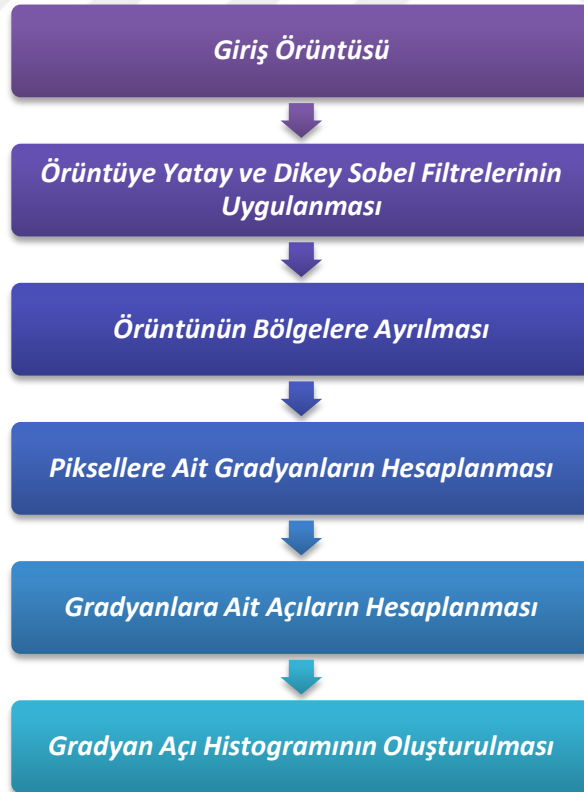 Giriş Örüntüsü
Örüntüye Yatay ve Dikey Sobel Filtrelerinin
Uygulanması
Örüntünün Bölgelere Ayrılması
Piksellere Ait Gradyanların Hesaplanması
Gradyanlara Ait Açıların Hesaplanması
Gradyan Açı Histogramının Oluşturulması